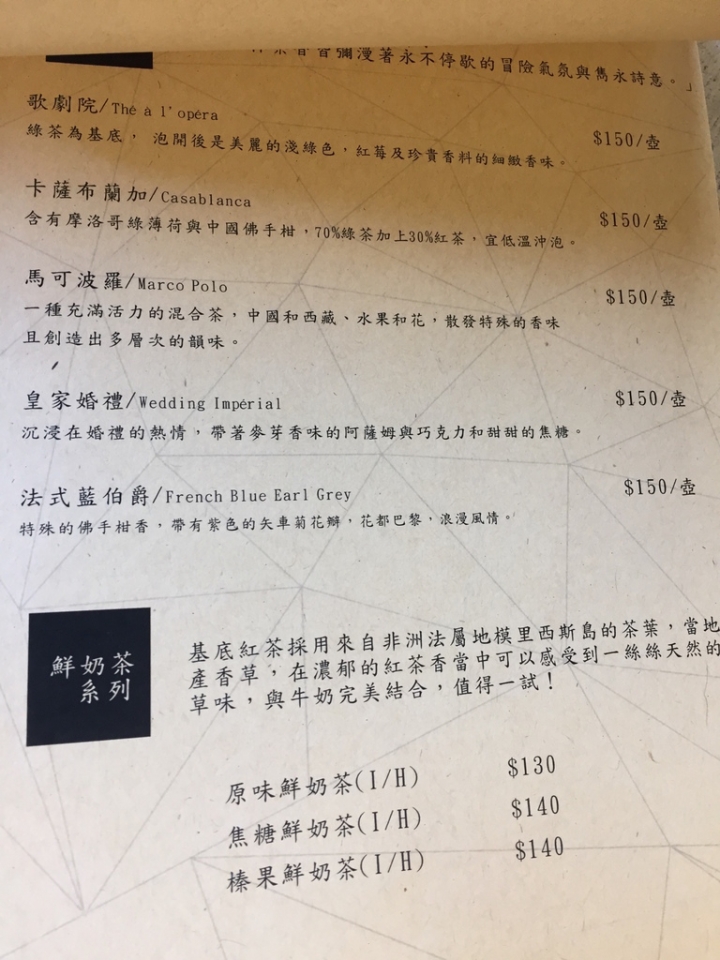 香皆彌漫著永不停歇的冒險氣氛與雋永詩意。」
歌劇院/Thé à l'opéra
$150/壺
綠茶為基底，泡開後是美麗的淺綠色，紅莓及珍貴香料的細緻香味。
卡薩布蘭加/Casablanca
$150/壺
含有摩洛哥綠薄荷與中國佛手柑，70%綠茶加上30%紅茶，宜低溫沖泡。
馬可波羅/Marco Polo
$150/壺
一種充滿活力的混合茶，中國和西藏、水果和花，散發特殊的香味
且創造出多層次的韻味。
皇家婚禮/Wedding Impérial
$150/壺
沉浸在婚禮的熱情，帶著麥芽香味的阿薩姆與巧克力和甜甜的焦糖。
法式藍伯爵/French Blue Earl Grey
$150/壺
特殊的佛手柑香，帶有紫色的矢車菊花瓣，花都巴黎，浪漫風情。
鮮奶茶
系列
基底紅茶採用來自非洲法屬地模里西斯島的茶葉，當地
產香草，在濃郁的紅茶香當中可以感受到一絲絲天然的
草味，與牛奶完美結合，值得一試！
原味鮮奶茶(I/H) $130
焦糖鮮奶茶(I/H) $140
榛果鮮奶茶(I/H) $140